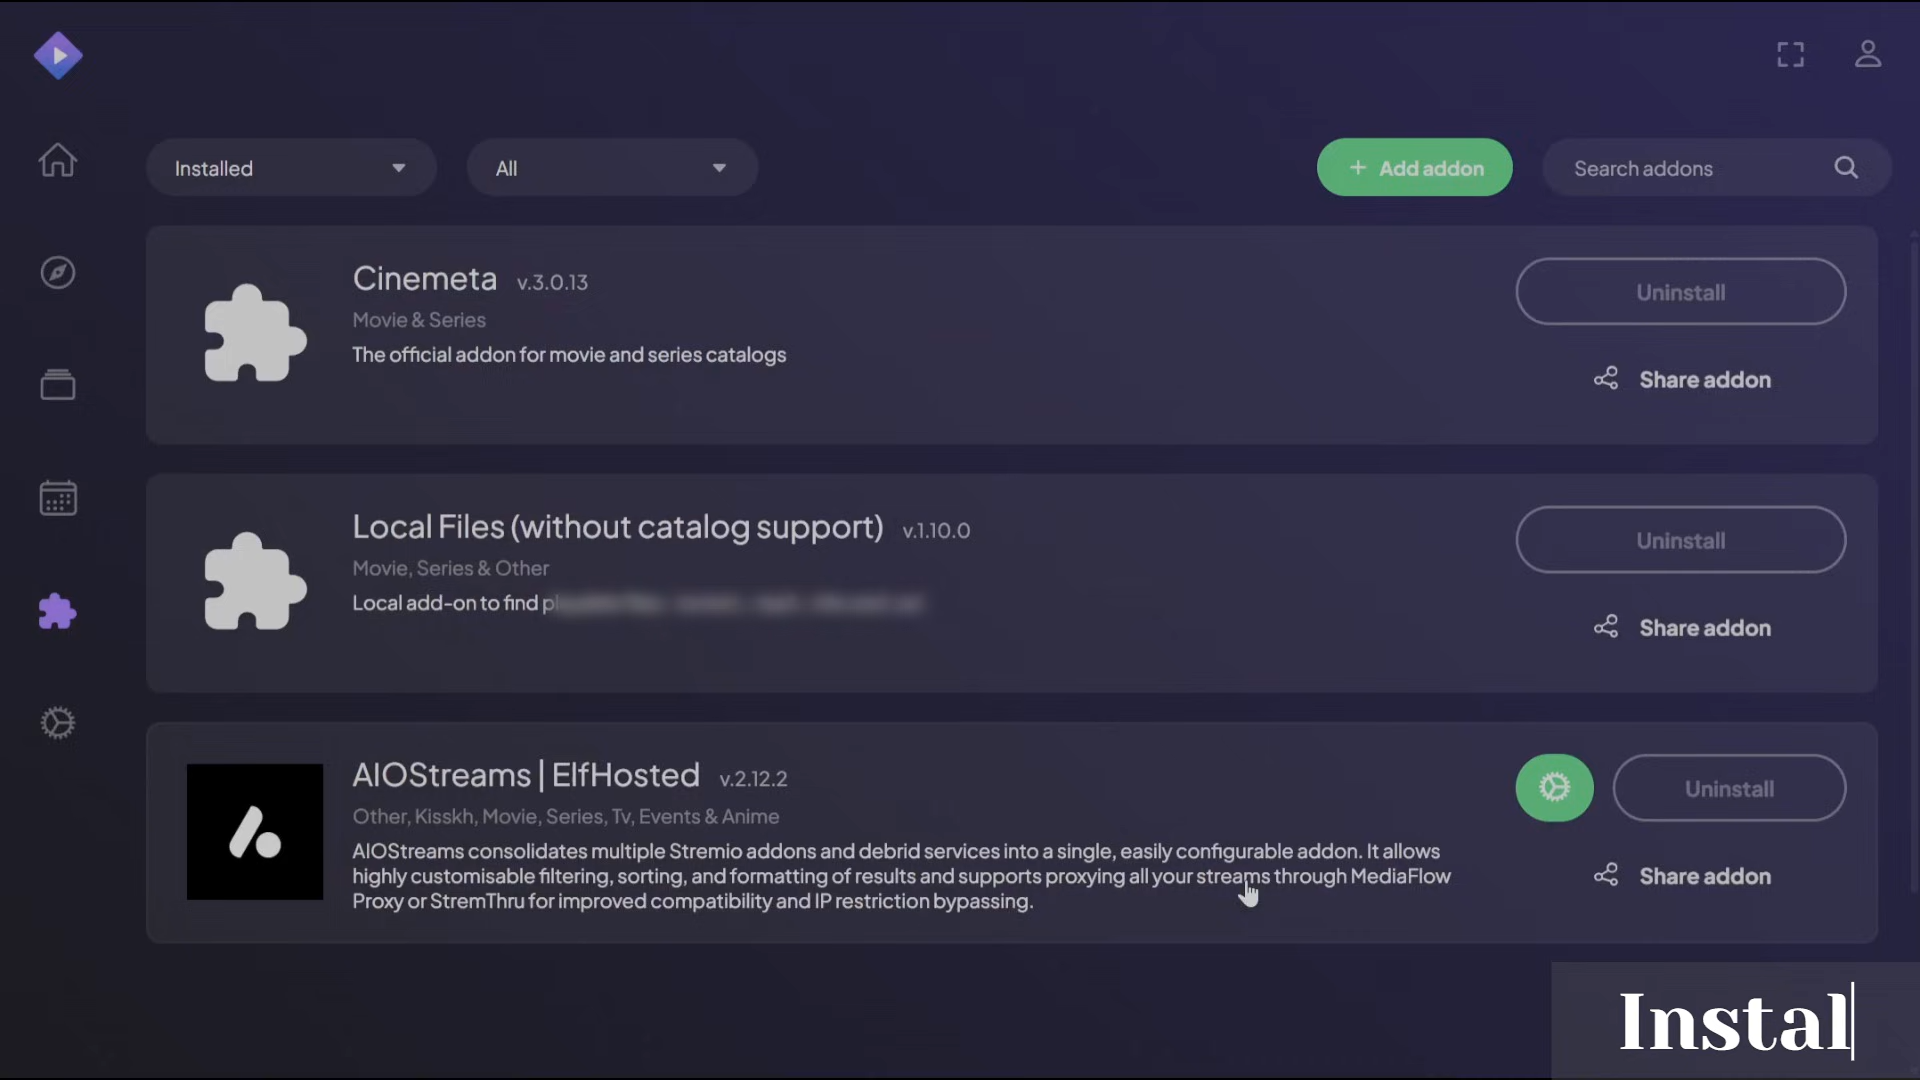 Installed
All
+ Add addon
Search addons
Cinemeta v.3.0.13
Movie & Series
The official addon for movie and series catalogs
Uninstall
Share addon
Local Files (without catalog support) v.1.10.0
Movie, Series & Other
Local add-on to find
Uninstall
Share addon
AIOStreams | ElfHosted v.2.12.2
Other, Kisskh, Movie, Series, Tv, Events & Anime
AIOStreams consolidates multiple Stremio addons and debrid services into a single, easily configurable addon. It allows
highly customisable filtering, sorting, and formatting of results and supports proxying all your streams through MediaFlow
Proxy or StremThru for improved compatibility and IP restriction bypassing.
Uninstall
Share addon
Instal